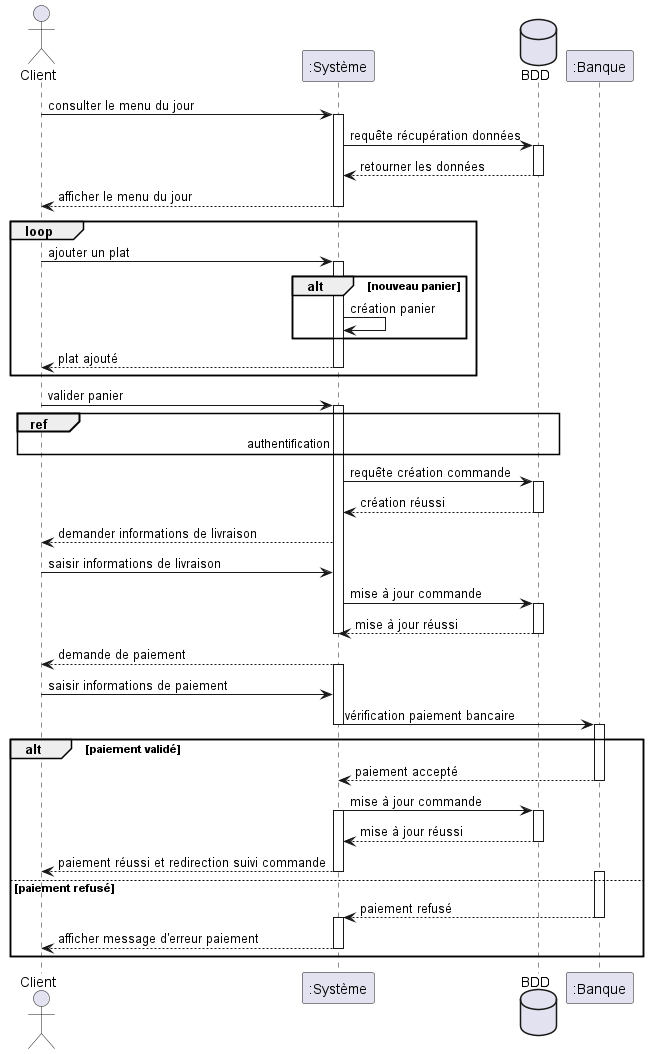 Client
:Système
BDD
:Banque
consulter le menu du jour
requête récupération données
retourner les données
afficher le menu du jour
loop
ajouter un plat
alt [nouveau panier]
création panier
plat ajouté
valider panier
ref
authentification
requête création commande
création réussi
demander informations de livraison
saisir informations de livraison
mise à jour commande
mise à jour réussi
demande de paiement
saisir informations de paiement
vérification paiement bancaire
alt [paiement validé]
paiement accepté
mise à jour commande
mise à jour réussi
paiement réussi et redirection suivi commande
[paiement refusé]
paiement refusé
afficher message d'erreur paiement
Client
:Système
BDD
:Banque